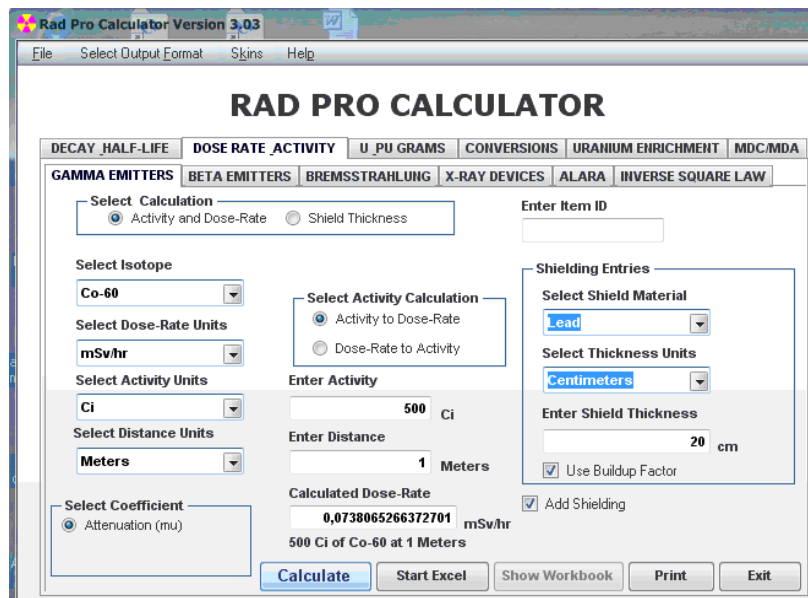 Rad Pro Calculator Version 3.03
File Select Output Format Skins Help
RAD PRO CALCULATOR
DECAY_HALF-LIFE DOSE RATE_ACTIVITY U_PU GRAMS CONVERSIONS URANIUM ENRICHMENT MDC/MDA
GAMMA EMITTERS BETA EMITTERS BREMSSTRAHLUNG X-RAY DEVICES ALARA INVERSE SQUARE LAW
Select Calculation
Activity and Dose-Rate Shield Thickness
Enter Item ID
Select Isotope
Co-60
Select Dose-Rate Units
mSv/hr
Select Activity Units
Ci
Select Distance Units
Meters
Select Coefficient
Attenuation (mu)
Select Activity Calculation
Activity to Dose-Rate
Dose-Rate to Activity
Enter Activity
500 Ci
Enter Distance
1 Meters
Calculated Dose-Rate
0,0738065266372701 mSv/hr
500 Ci of Co-60 at 1 Meters
Shielding Entries
Select Shield Material
Lead
Select Thickness Units
Centimeters
Enter Shield Thickness
20 cm
Use Buildup Factor
Add Shielding
Calculate Start Excel Show Workbook Print Exit